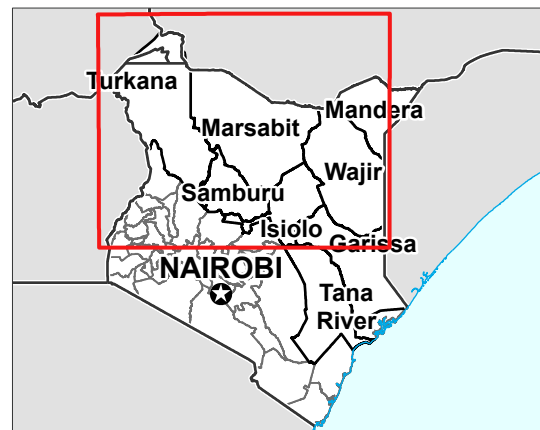 Turkana
Mandera
Marsabit
Wajir
Samburu
Isiolo
Garissa
NAIROBI
Tana
River